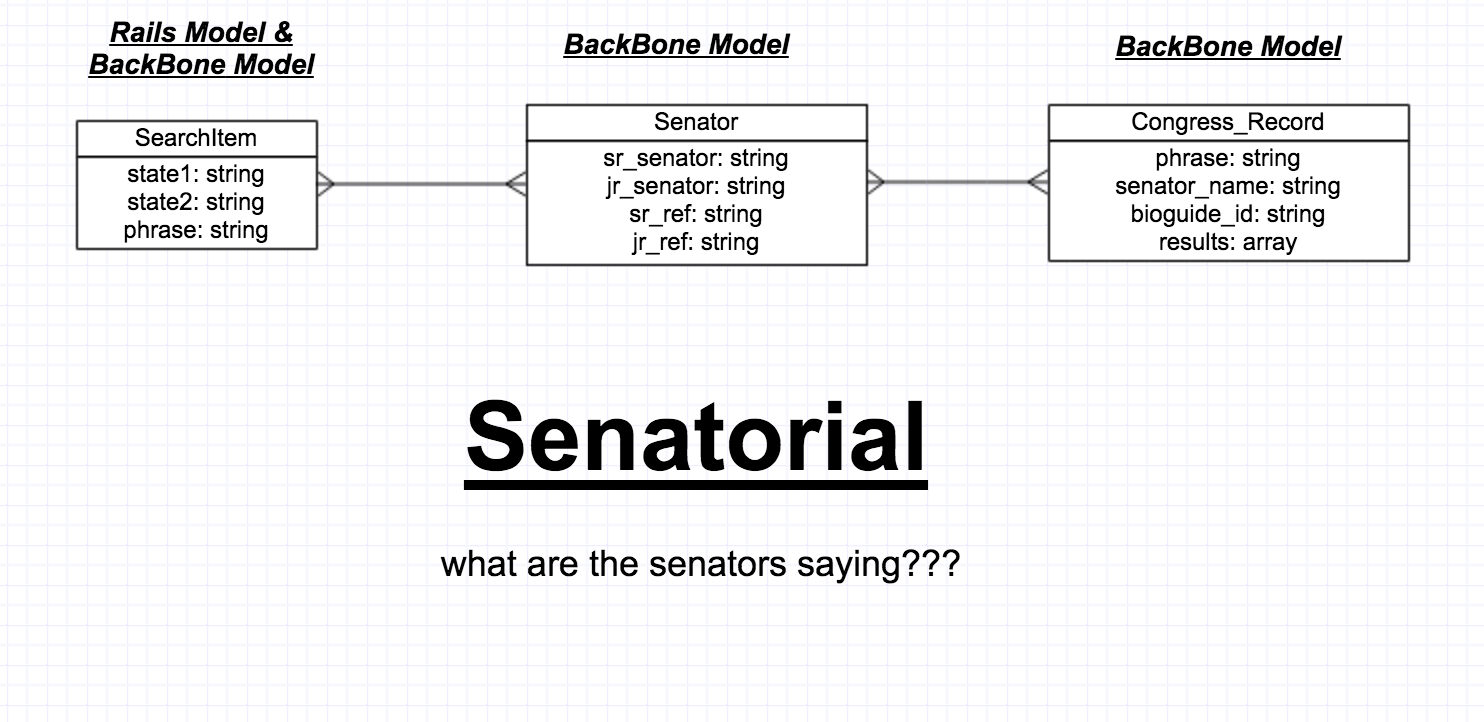 Rails Model &
BackBone Model
SearchItem
state1: string
state2: string
phrase: string
BackBone Model
Senator
sr_senator: string
jr_senator: string
sr_ref: string
jr_ref: string
BackBone Model
Congress_Record
phrase: string
senator_name: string
bioguide_id: string
results: array
Senatorial
what are the senators saying???